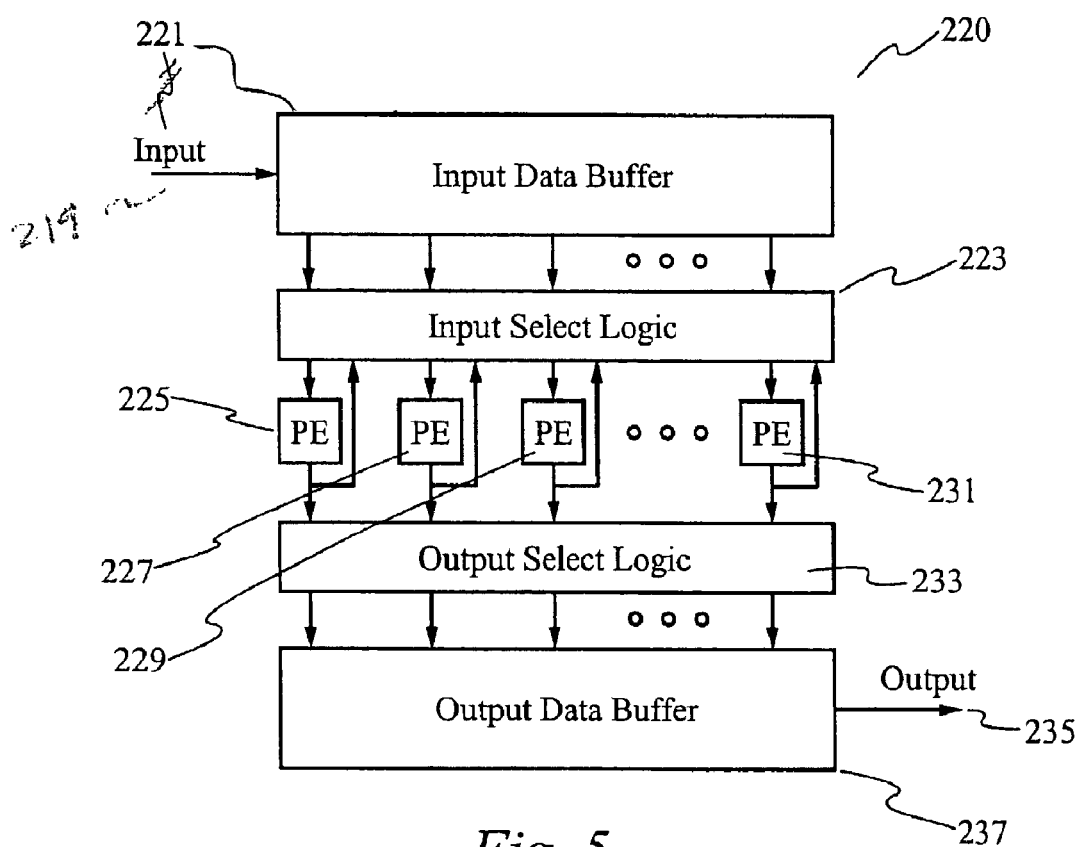 221
220
Input
Input Data Buffer
219
223
Input Select Logic
225
PE PE PE PE
231
227
Output Select Logic
233
229
Output
Output Data Buffer
235
237
Fig. 5